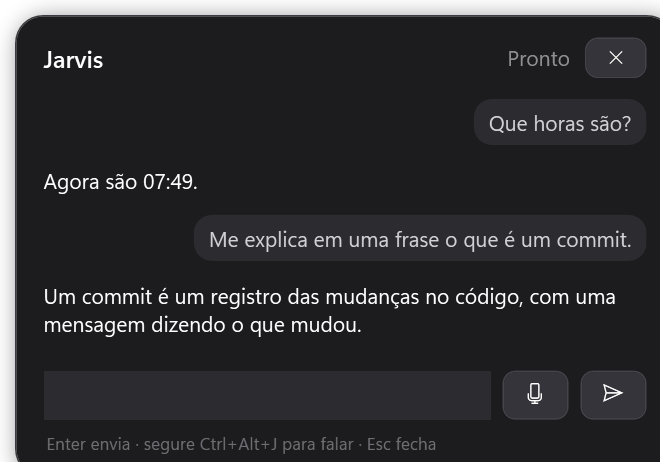 Jarvis
Pronto
Que horas são?
Agora são 07:49.
Me explica em uma frase o que é um commit.
Um commit é um registro das mudanças no código, com uma
mensagem dizendo o que mudou.
Enter envia · segure Ctrl+Alt+J para falar · Esc fecha